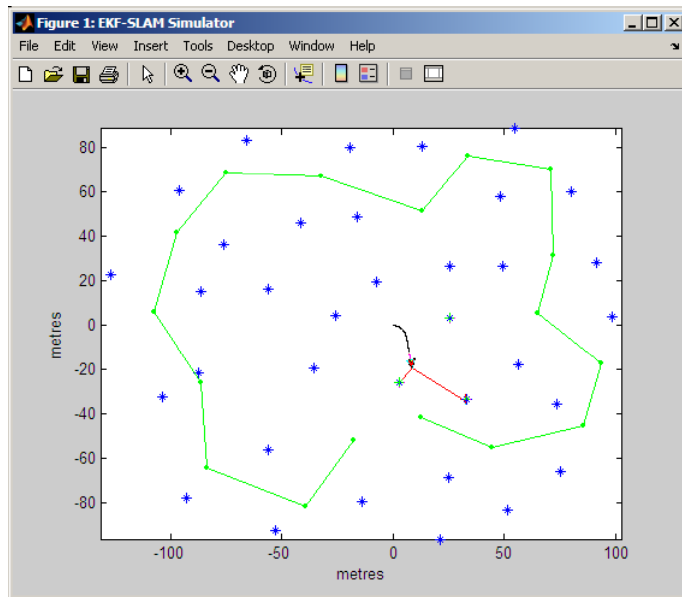 Figure 1: EKF-SLAM Simulator
File Edit View Insert Tools Desktop Window Help
80
60
40
20
0
-20
-40
-60
-80
metres
-100 -50 0 50 100
metres